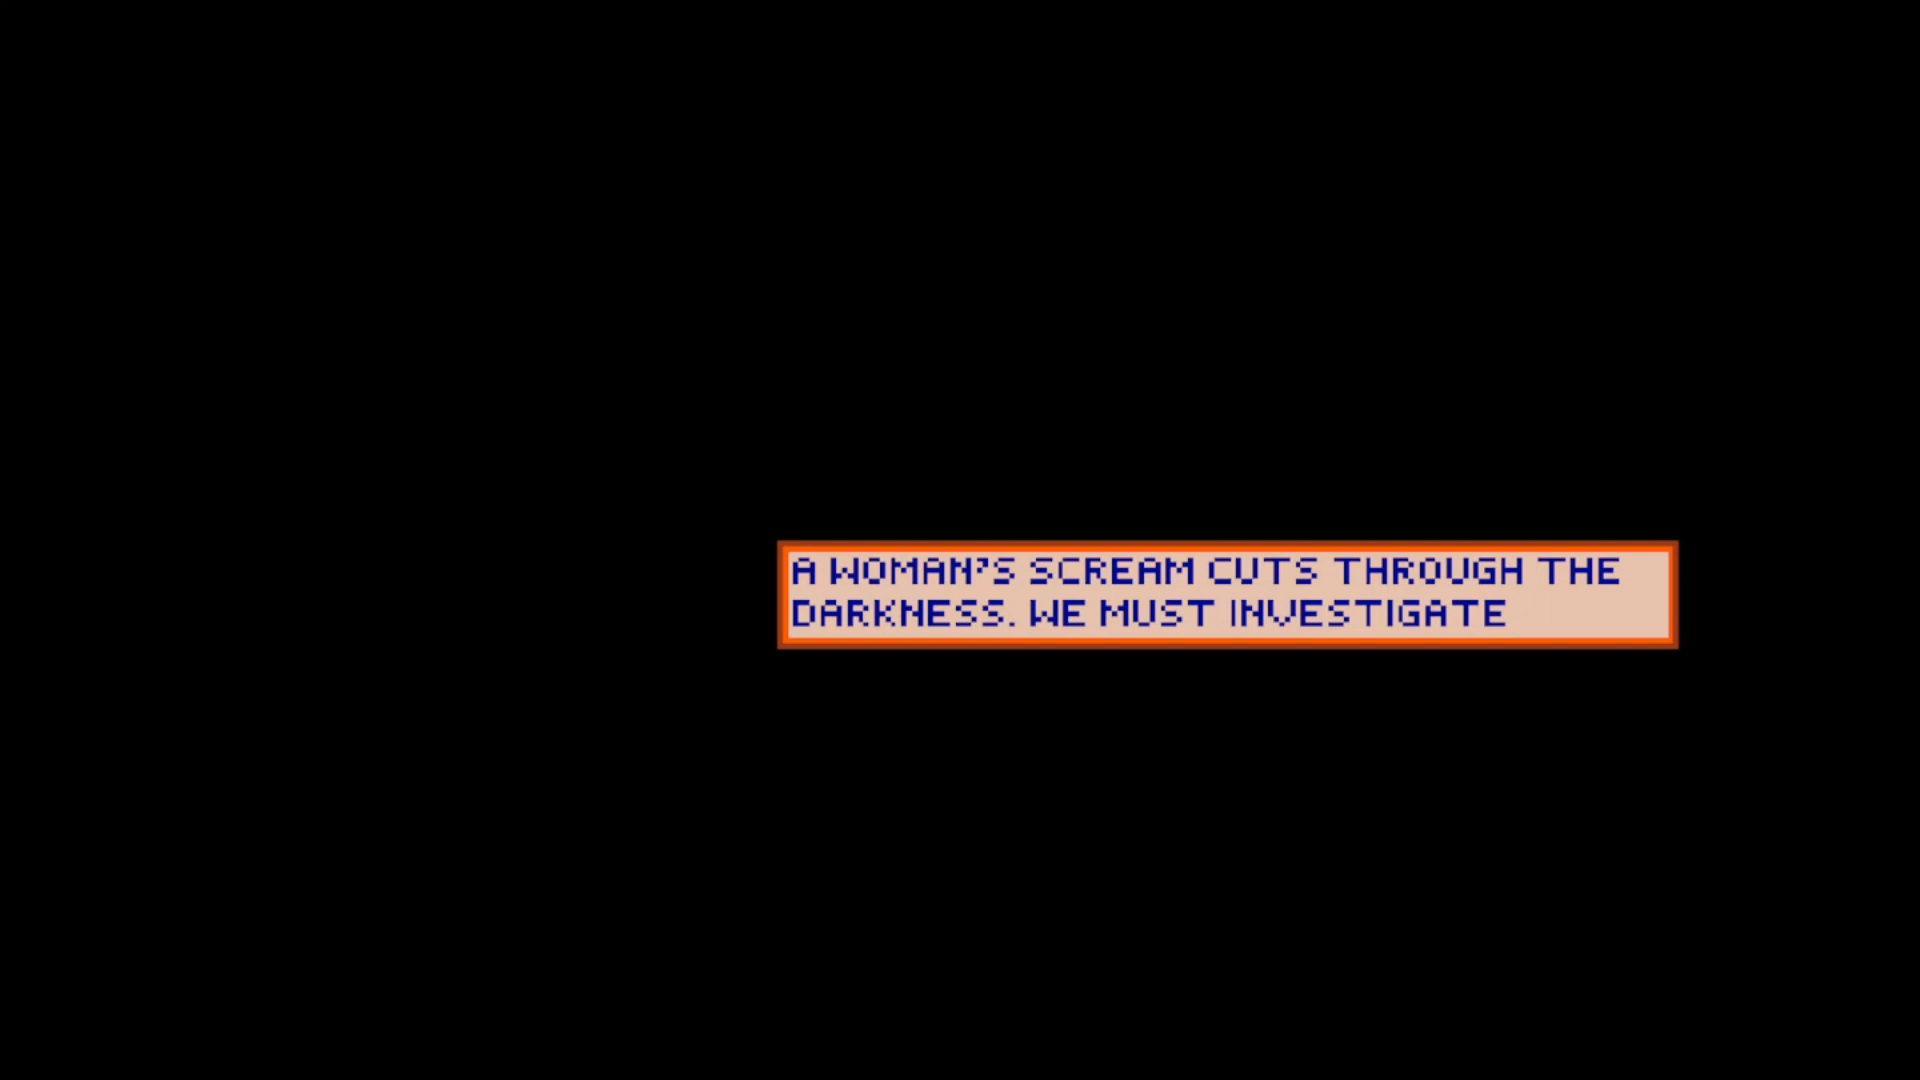 A WOMAN'S SCREAM CUTS THROUGH THE
DARKNESS. WE MUST INVESTIGATE